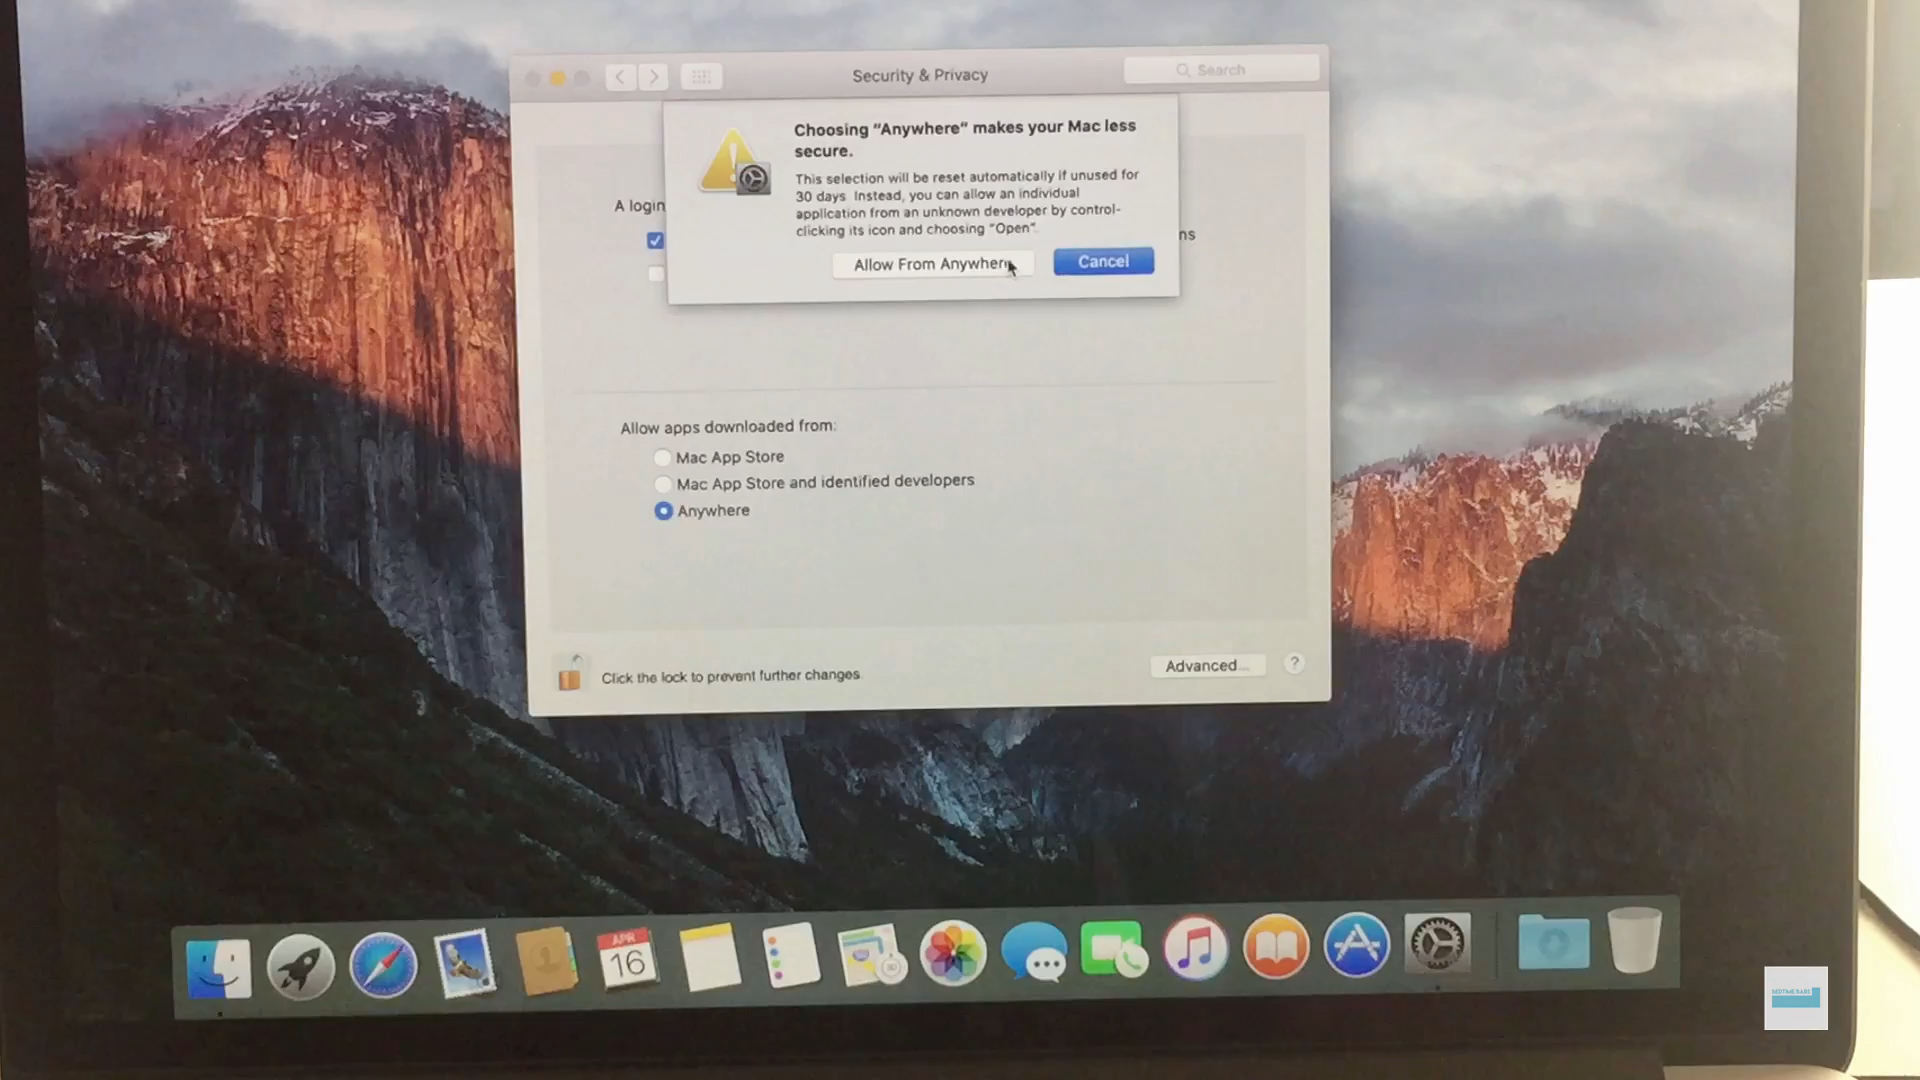 Security & Privacy
Search
Choosing "Anywhere" makes your Mac less
secure.
This selection will be reset automatically if unused for
30 days. Instead, you can allow an individual
application from an unknown developer by control-
clicking its icon and choosing "Open".
A login
ns
Allow From Anywhere
Cancel
Allow apps downloaded from:
Mac App Store
Mac App Store and identified developers
Anywhere
Click the lock to prevent further changes.
Advanced...
?
APR
16